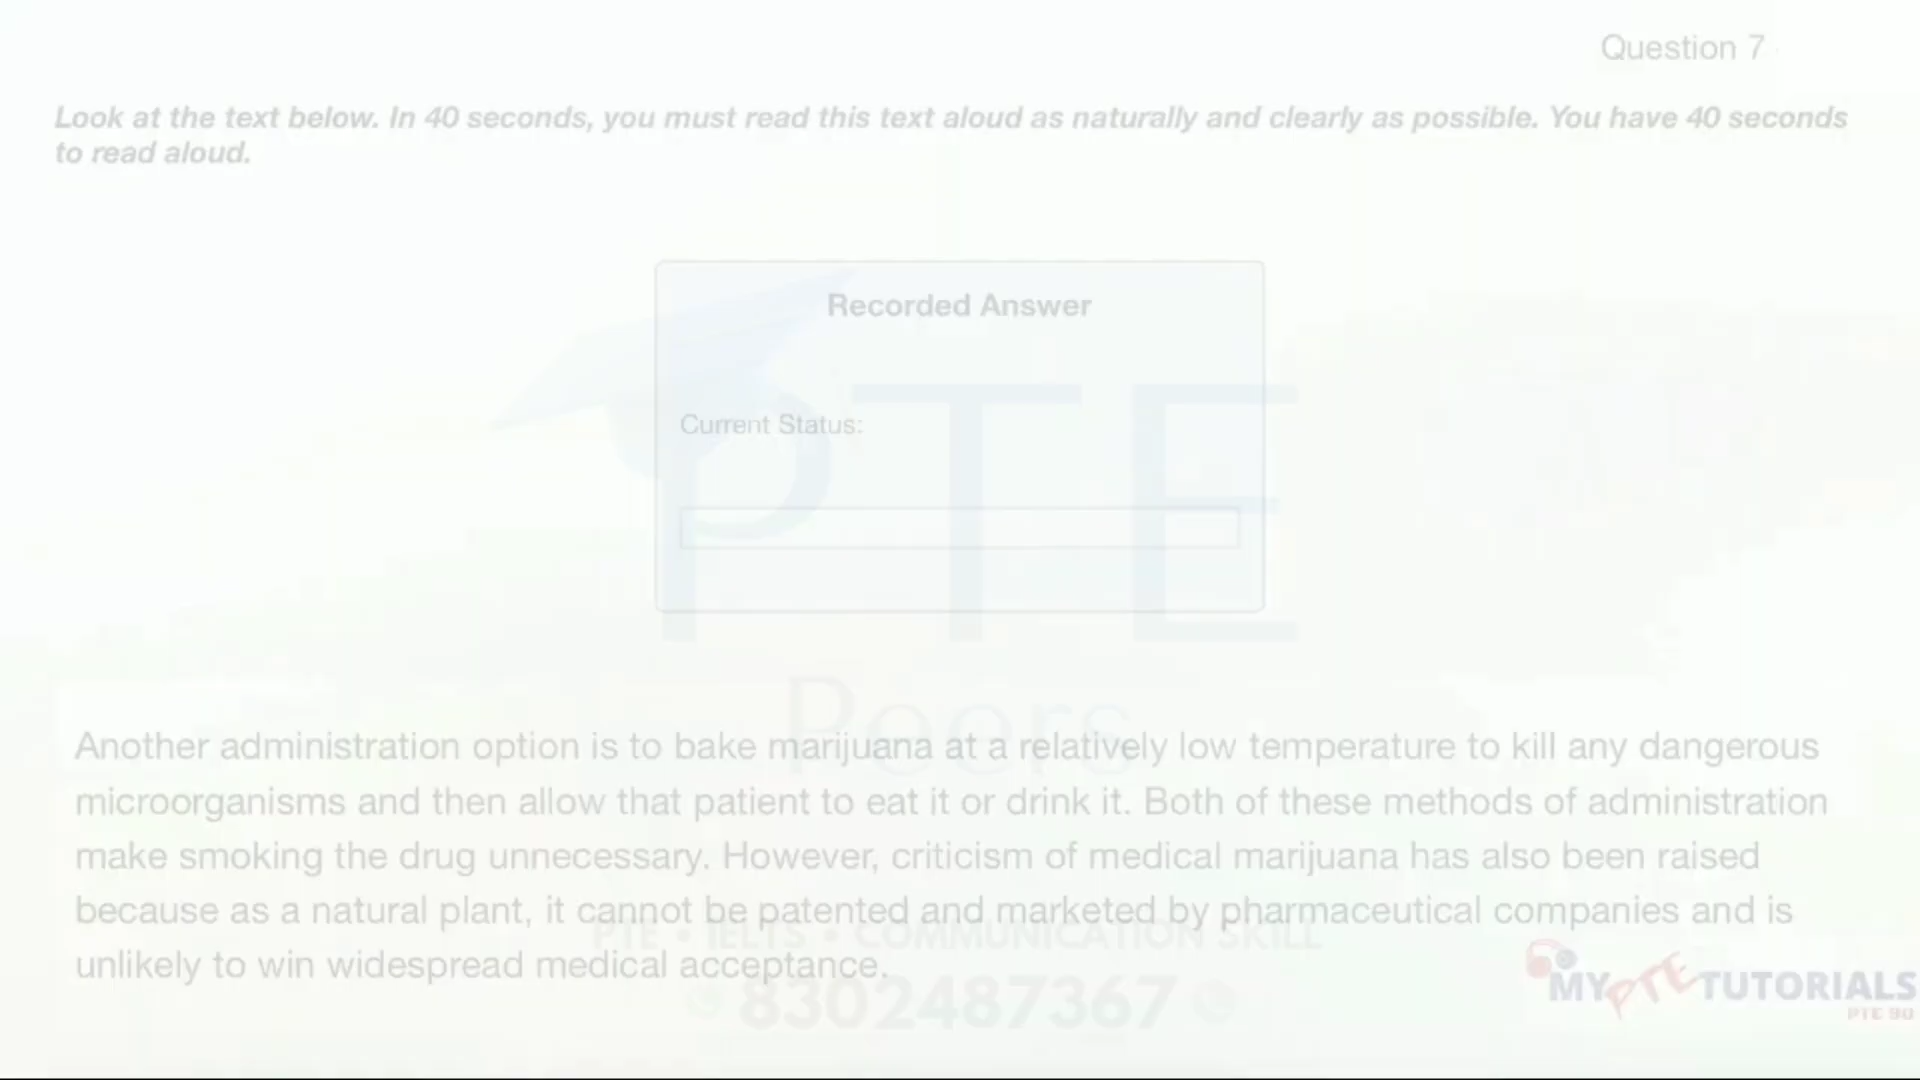 Question 7
Look at the text below. In 40 seconds, you must read this text aloud as naturally and clearly as possible. You have 40 seconds
to read aloud.
Recorded Answer
PTE
Current Status:
Peers
Another administration option is to bake marijuana at a relatively low temperature to kill any dangerous
microorganisms and then allow that patient to eat it or drink it. Both of these methods of administration
make smoking the drug unnecessary. However, criticism of medical marijuana has also been raised
because as a natural plant, it cannot be patented and marketed by pharmaceutical companies and is
PTE • IELTS • COMMUNICATION SKILL
unlikely to win widespread medical acceptance.
MY PTE TUTORIALS
PTE 90
8302487367